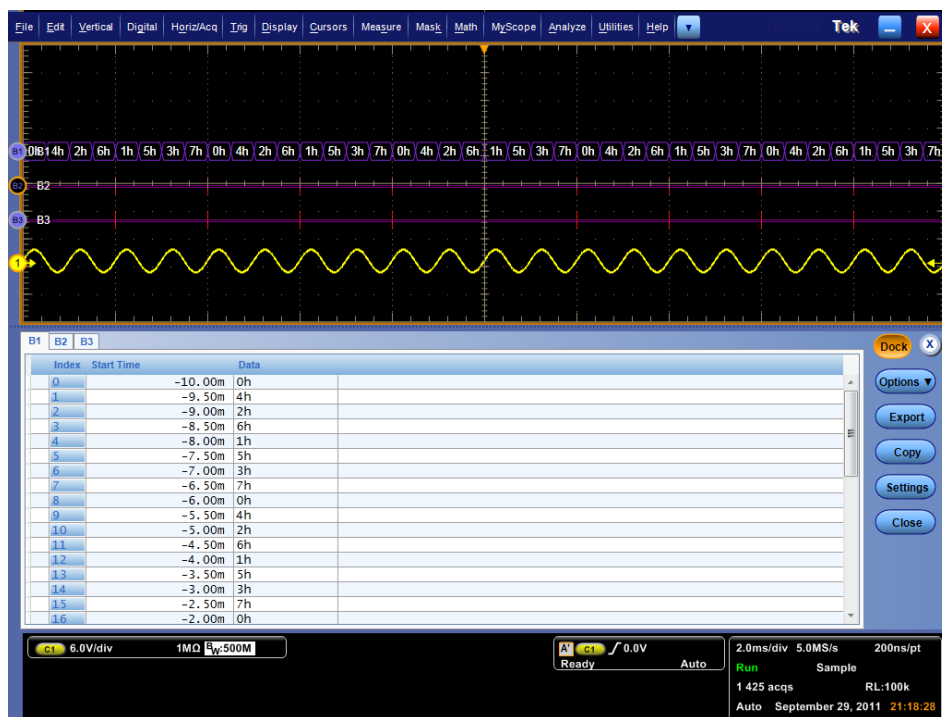 File Edit Vertical Digital Horiz/Acq Trig Display Cursors Measure Mask Math MyScope Analyze Utilities Help Tek X
B1 B1 4h 2h 6h 1h 5h 3h 7h 0h 4h 2h 6h 1h 5h 3h 7h 0h 4h 2h 6h 1h 5h 3h 7h 0h 4h 2h 6h 1h 5h 3h 7h 0h 4h 2h 6h 1h 5h 3h 7h
B2 B2
B3 B3
1
B1 B2 B3
Dock X
Index Start Time Data
0 -10.00m 0h
1 -9.50m 4h
2 -9.00m 2h
3 -8.50m 6h
4 -8.00m 1h
5 -7.50m 5h
6 -7.00m 3h
7 -6.50m 7h
8 -6.00m 0h
9 -5.50m 4h
10 -5.00m 2h
11 -4.50m 6h
12 -4.00m 1h
13 -3.50m 5h
14 -3.00m 3h
15 -2.50m 7h
16 -2.00m 0h
Options ▼
Export
Copy
Settings
Close
C1 6.0V/div 1MΩ BW:500M
A' C1 0.0V
Ready Auto
2.0ms/div 5.0MS/s 200ns/pt
Run Sample
1 425 acqs RL:100k
Auto September 29, 2011 21:18:28